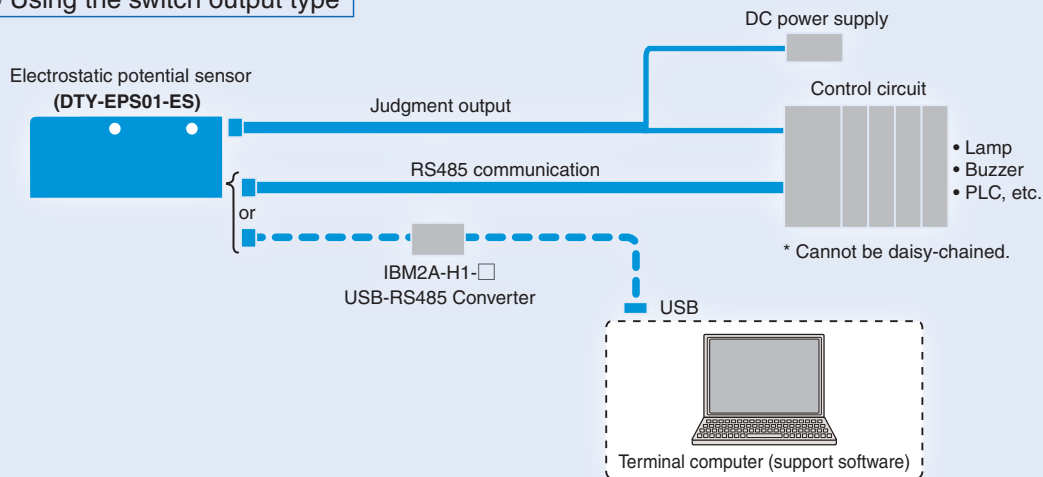 Using the switch output type
DC power supply
Electrostatic potential sensor
(DTY-EPS01-ES)
Judgment output
Control circuit
• Lamp
• Buzzer
• PLC, etc.
RS485 communication
or
* Cannot be daisy-chained.
IBM2A-H1-□
USB-RS485 Converter
USB
Terminal computer (support software)